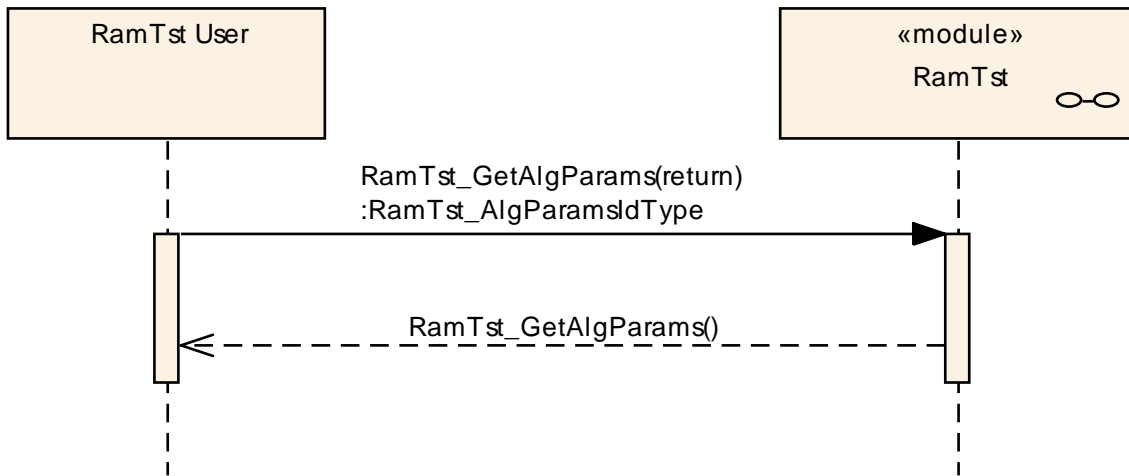 RamTst User
«module»
RamTst
RamTst_GetAlgParams(return)
:RamTst_AlgParamsIdType
RamTst_GetAlgParams()